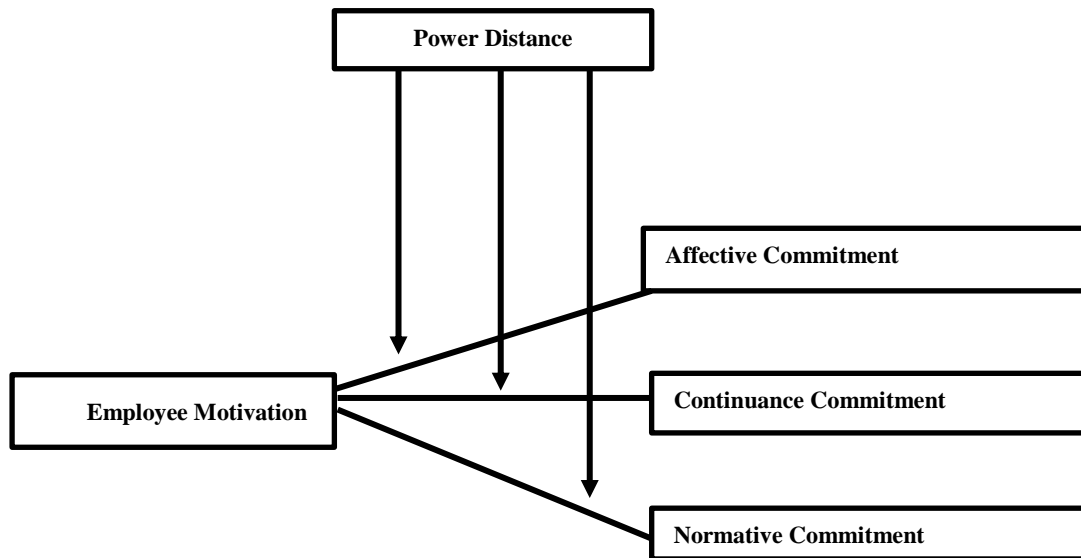 Power Distance
Affective Commitment
Employee Motivation
Continuance Commitment
Normative Commitment